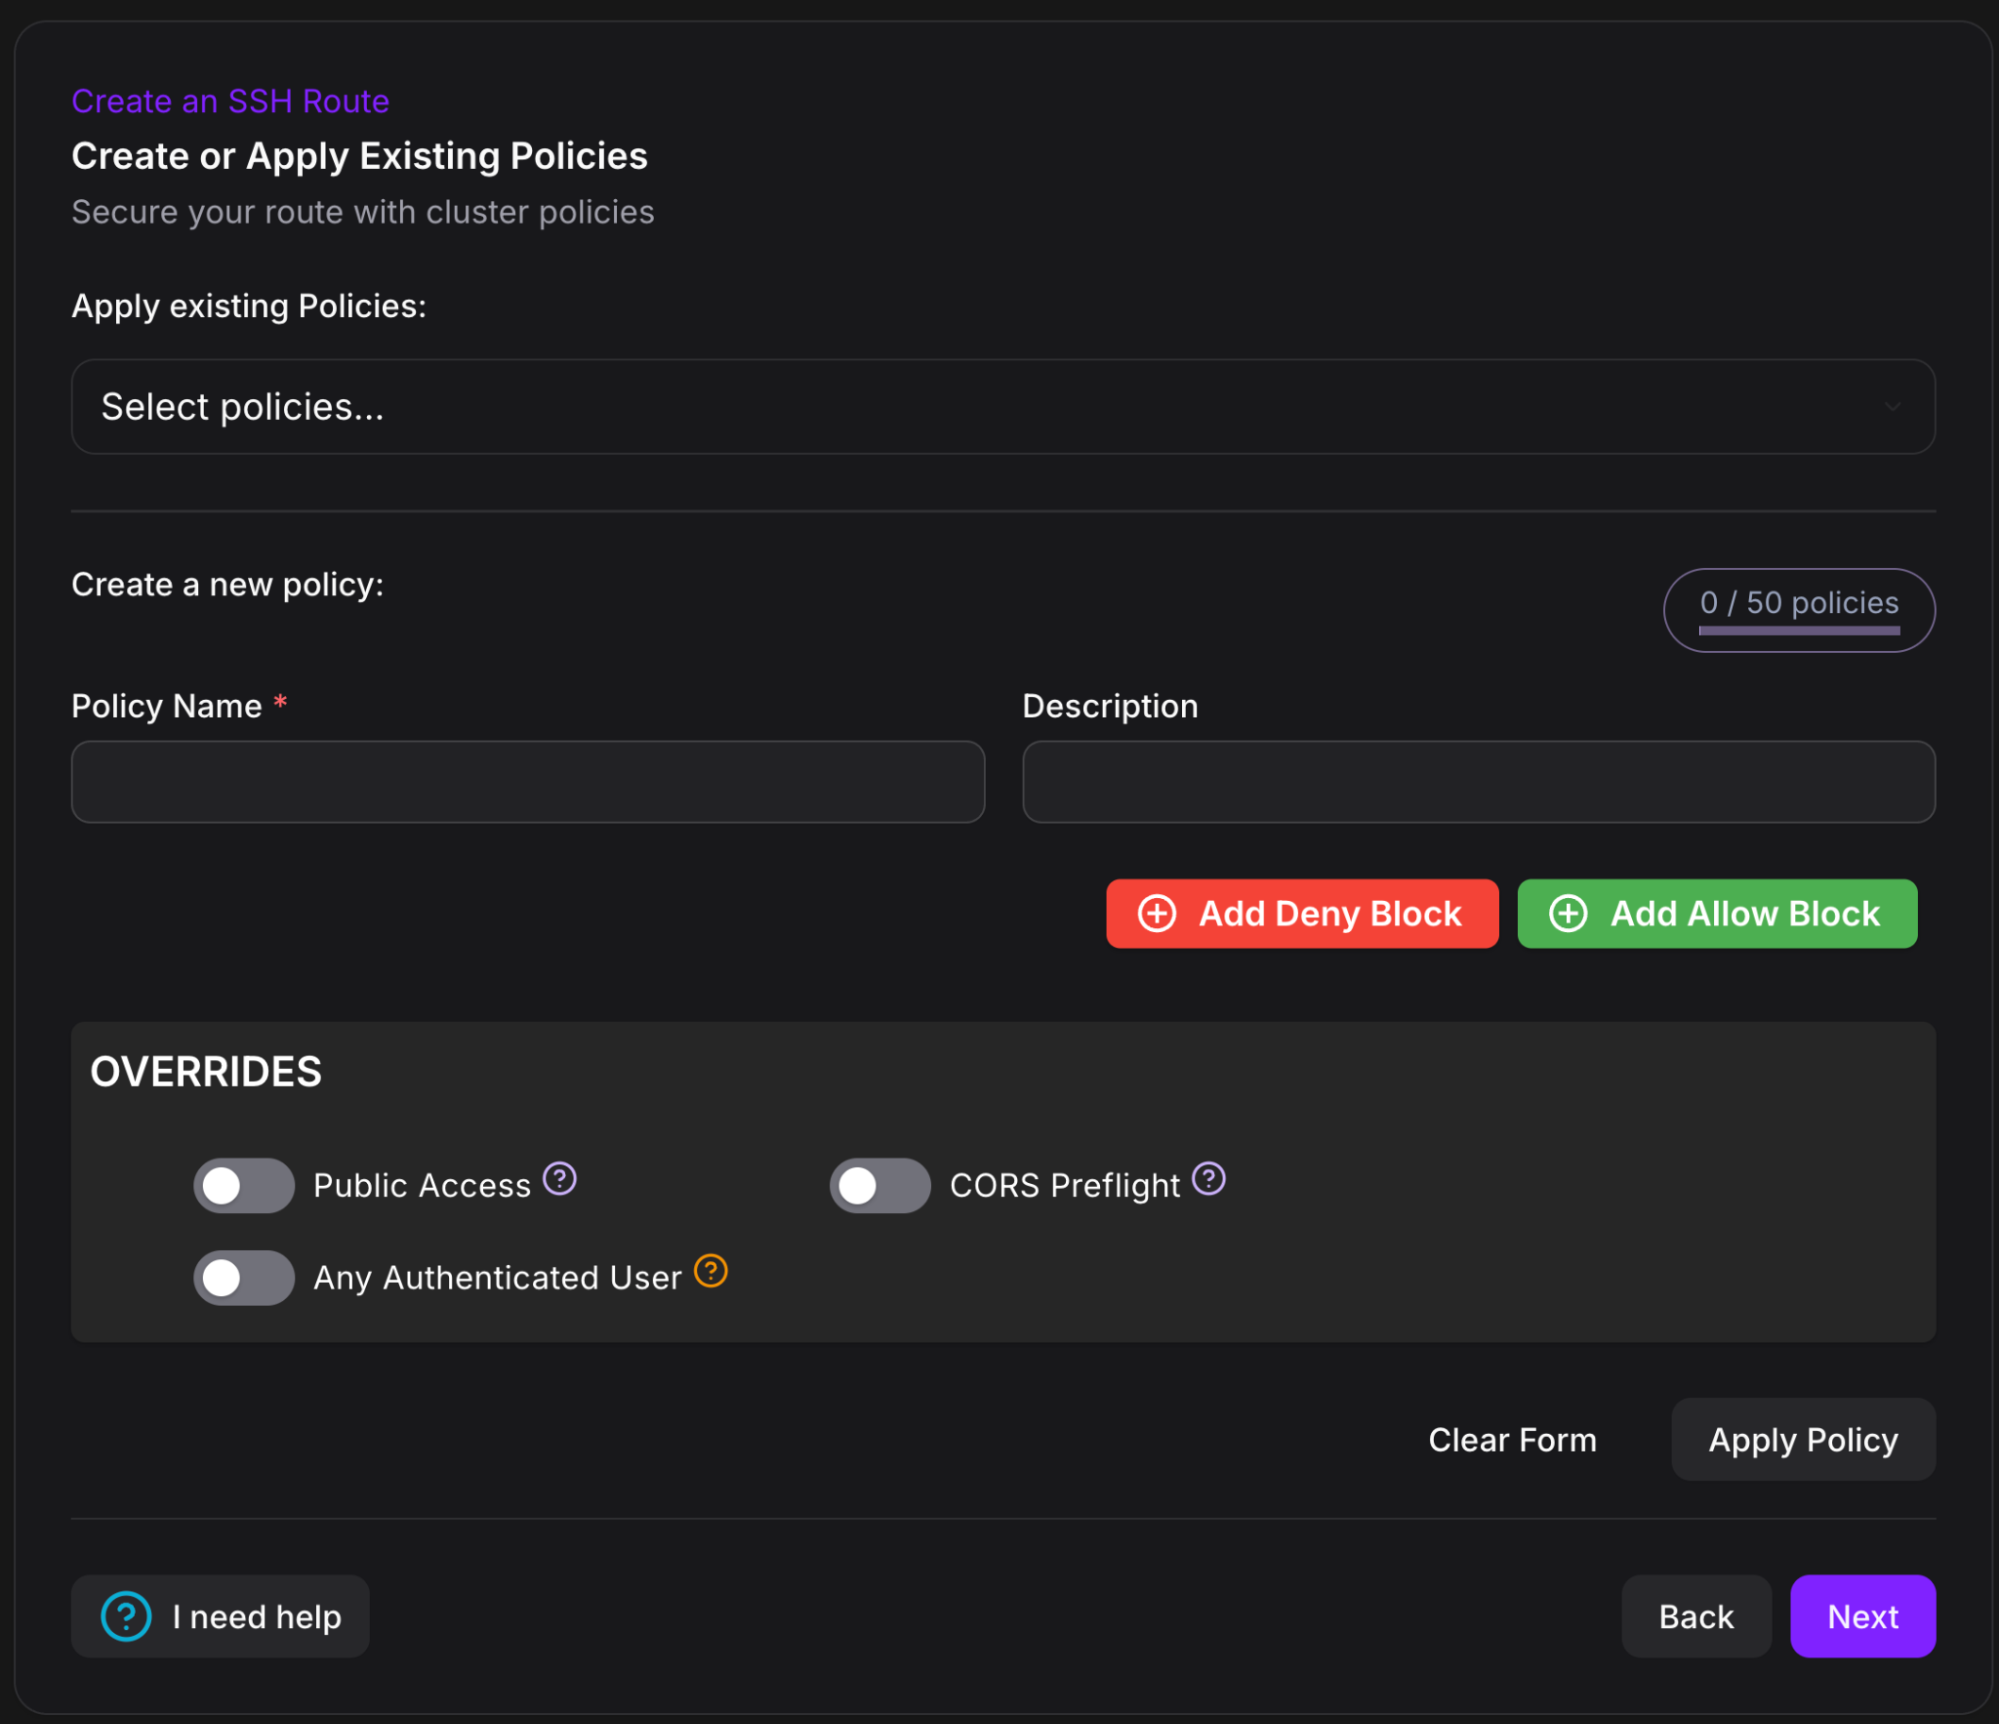 Create an SSH Route
Create or Apply Existing Policies
Secure your route with cluster policies
Apply existing Policies:
Select policies...
Create a new policy:
0 / 50 policies
Policy Name *
Description
Add Deny Block
Add Allow Block
OVERRIDES
Public Access
CORS Preflight
Any Authenticated User
Clear Form
Apply Policy
I need help
Back
Next